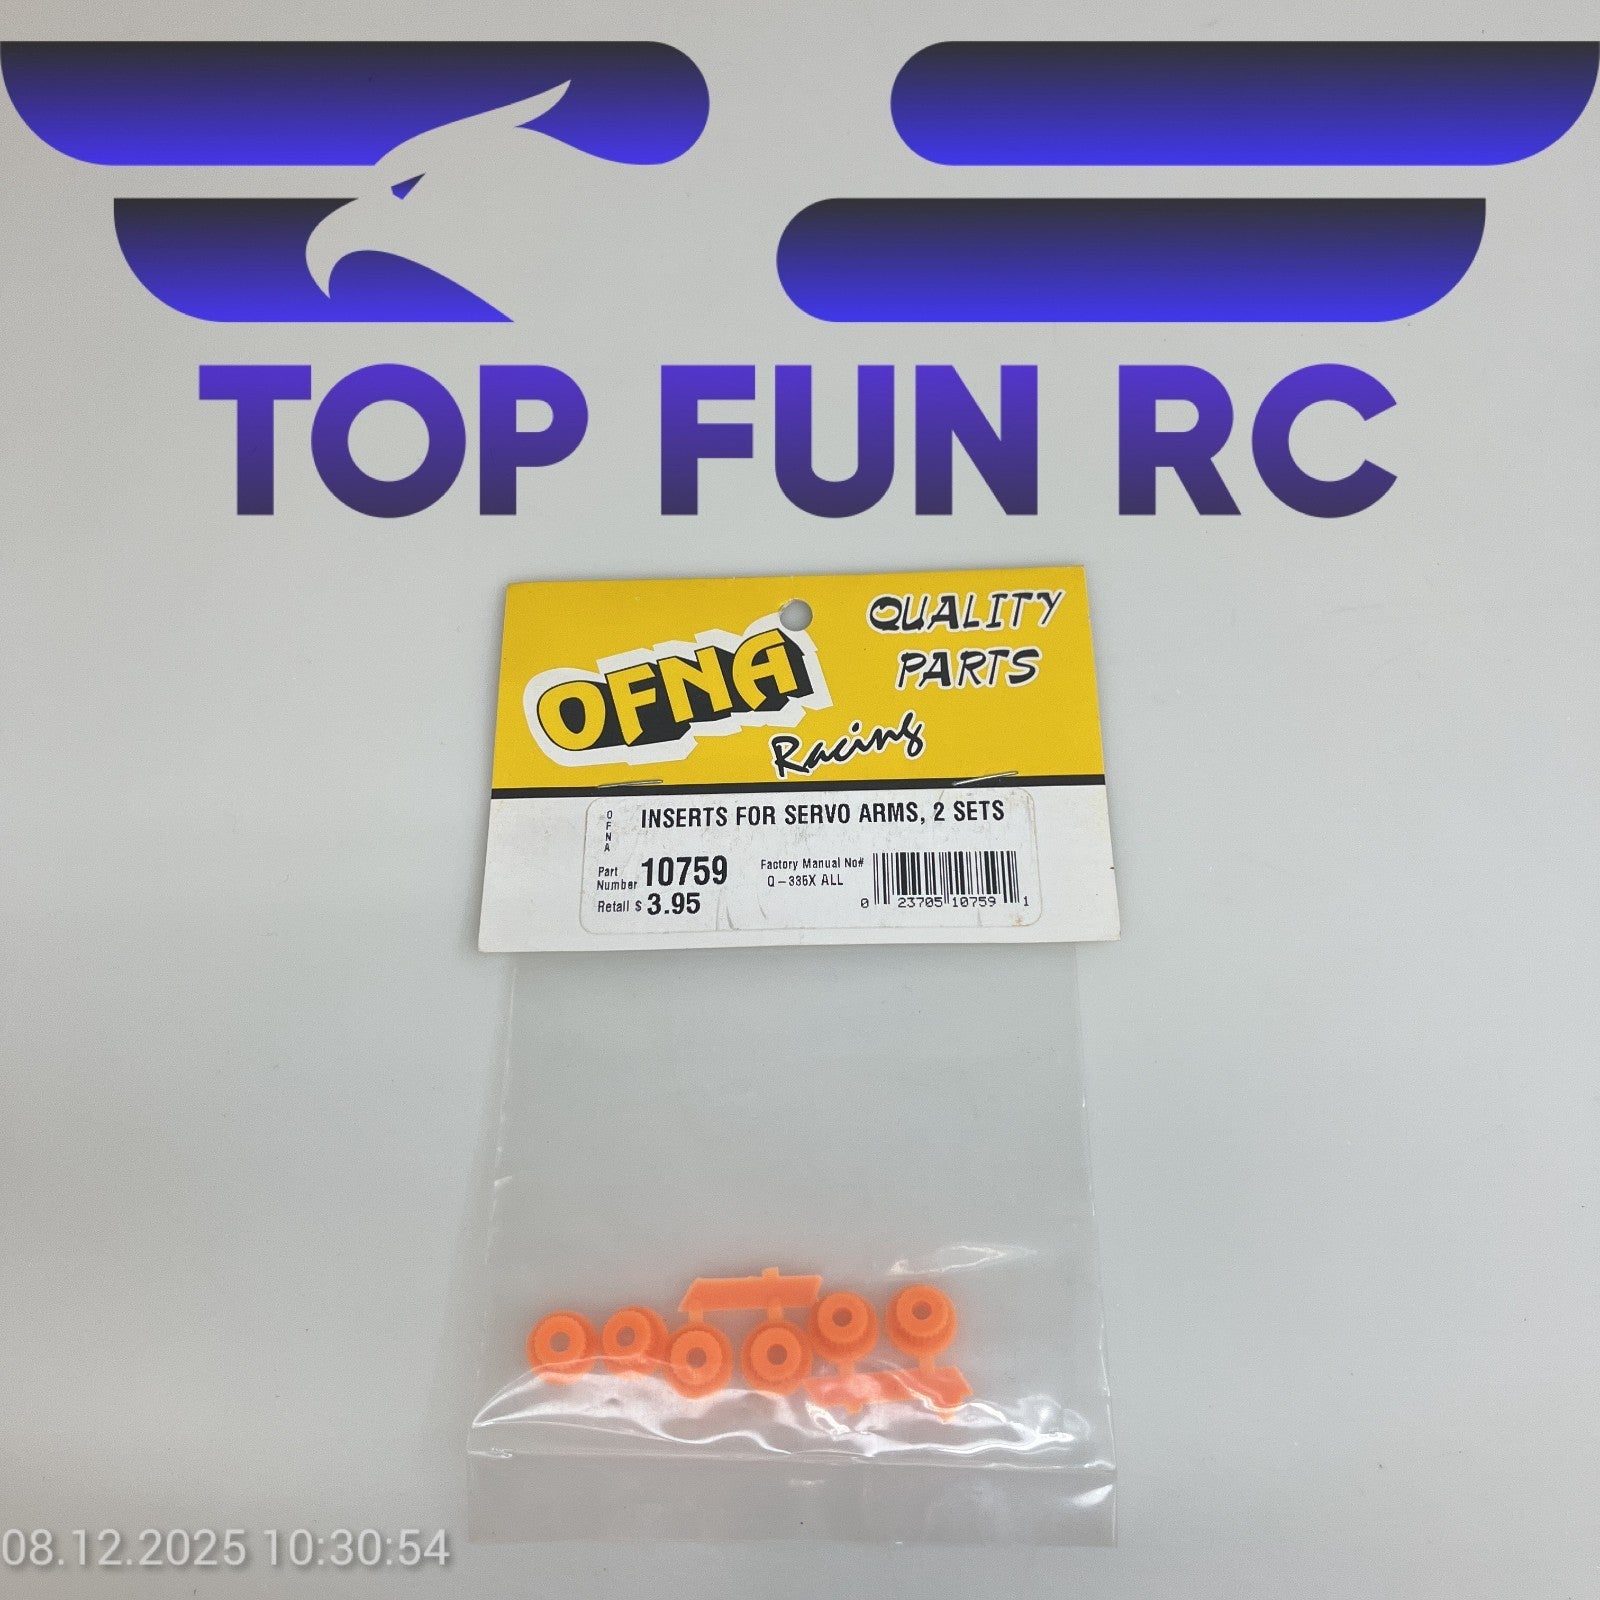 TOP FUN RC
OFNA
Racing
QUALITY
PARTS
OFNA
INSERTS FOR SERVO ARMS, 2 SETS
Part
Number 10759
Factory Manual No#
Q-335X ALL
Retail $ 3.95
0 23705 10759 1
08.12.2025 10:30:54